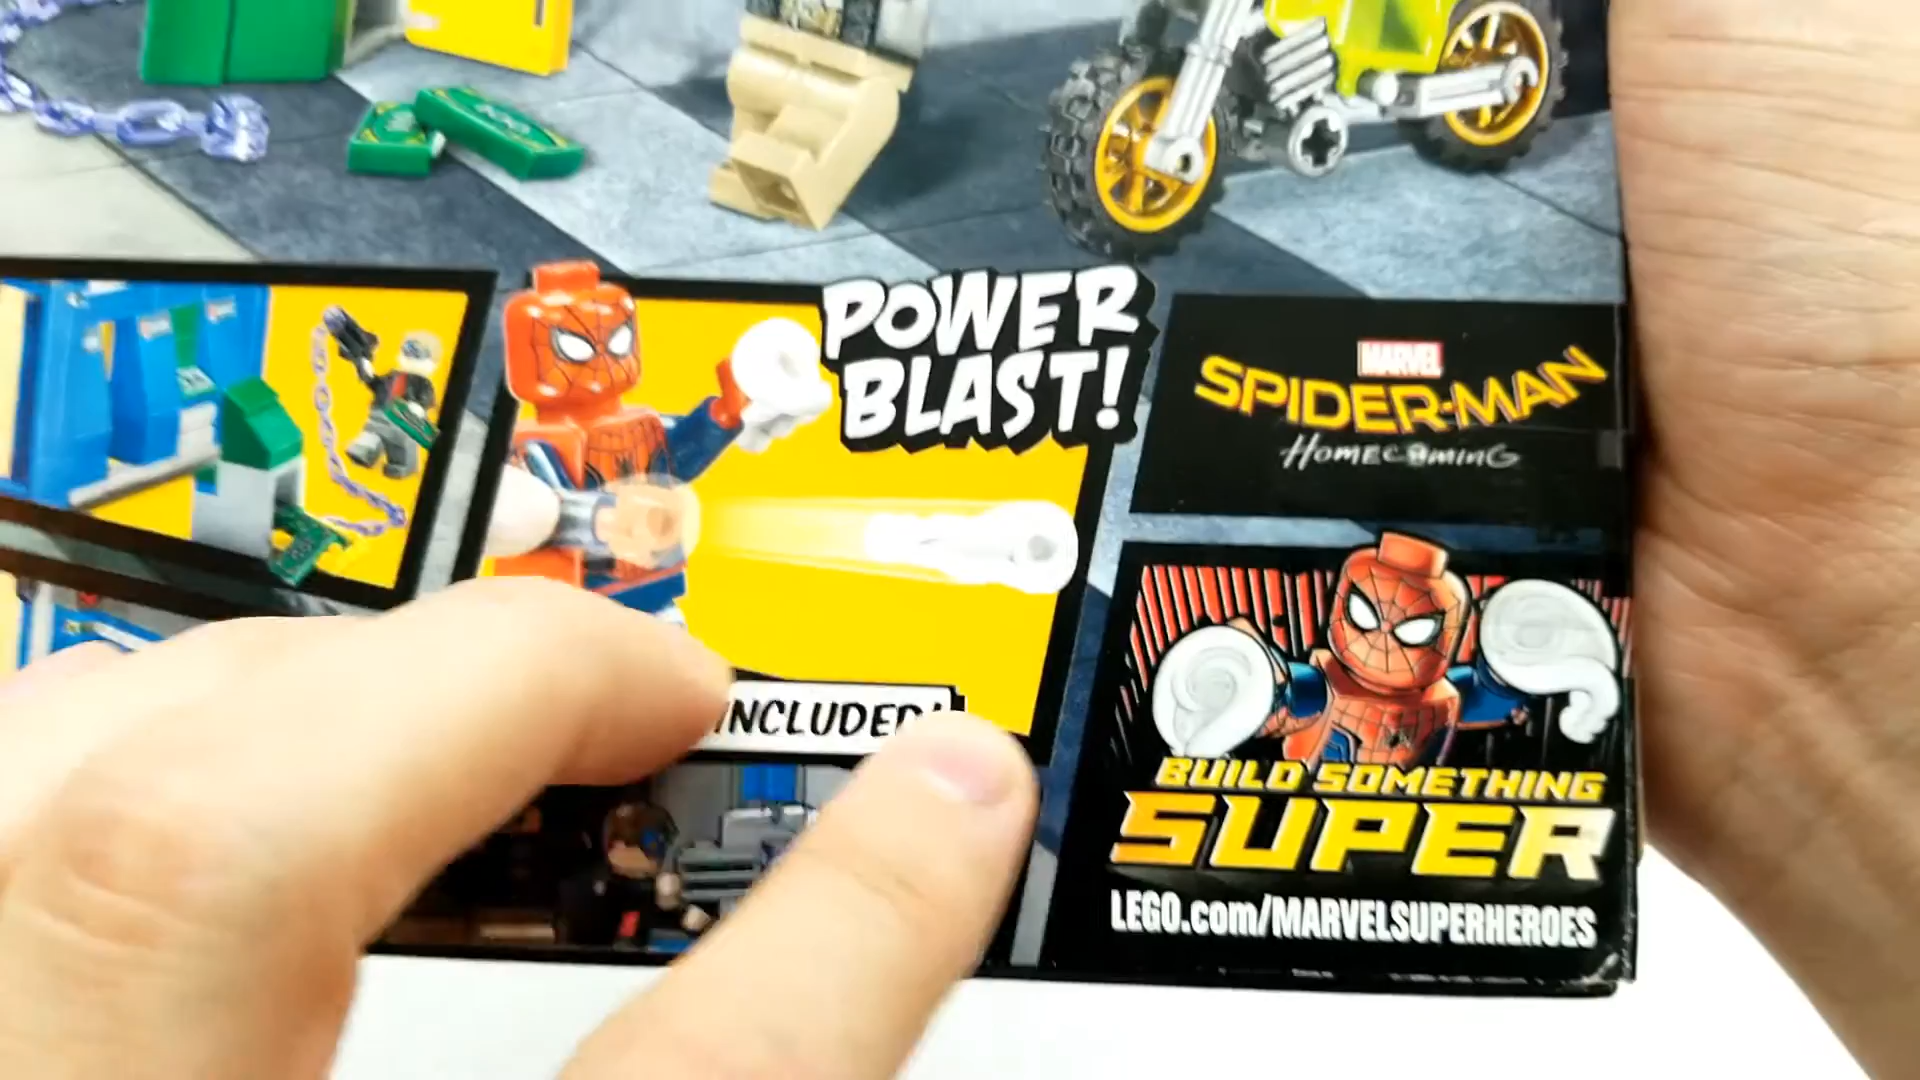 POWER
BLAST!
INCLUDED!
MARVEL
SPIDER-MAN
HOMECOMING
BUILD SOMETHING
SUPER
LEGO.com/MARVELSUPERHEROES